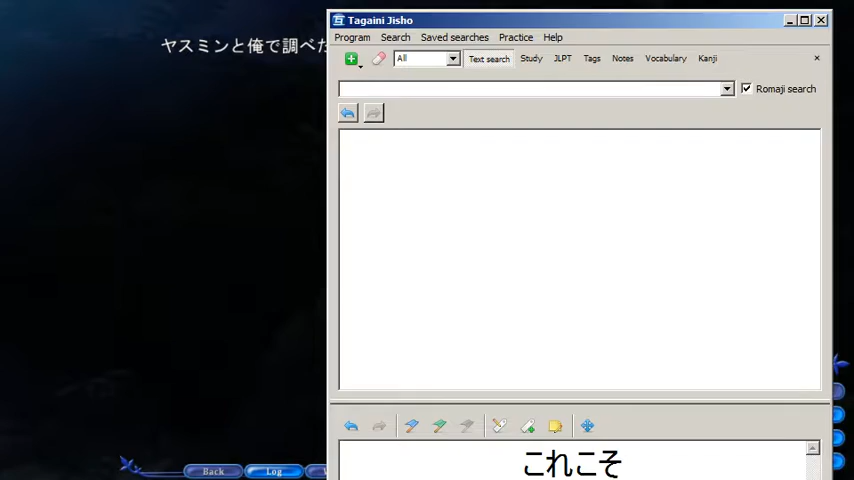 Tagaini Jisho
ヤスミンと俺で調べ
Program Search Saved searches Practice Help
All Text search Study JLPT Tags Notes Vocabulary Kanji
Romaji search
これこそ
Back Log